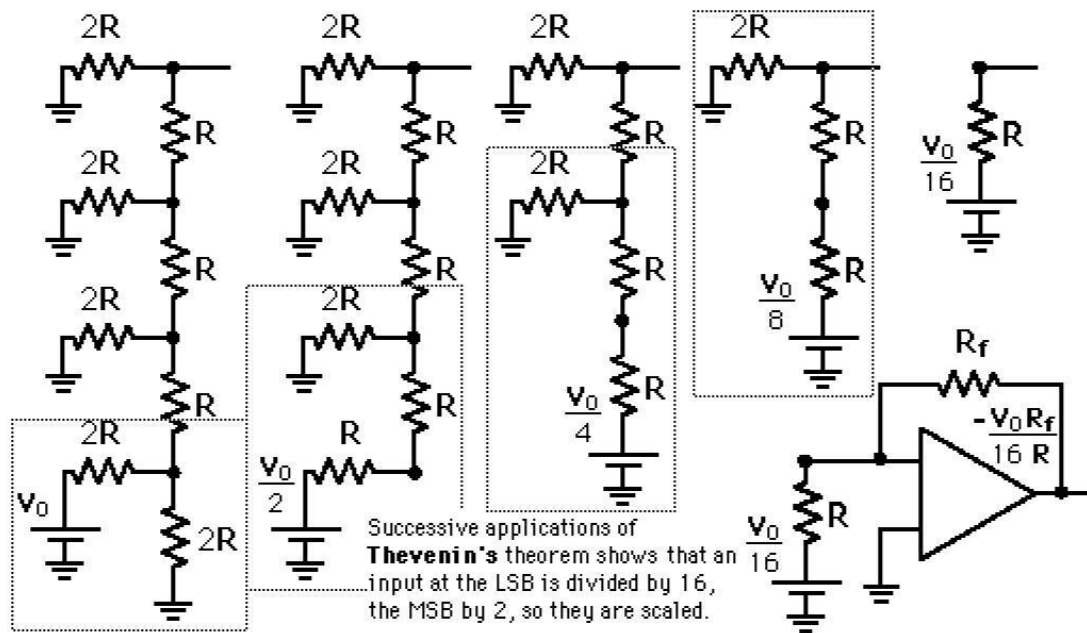 2R 2R 2R 2R
R R R R R
V0/16
2R 2R 2R
R R R R
V0/8
2R 2R
R R R
V0/4
Rf
2R R
V0 V0/2
-V0Rf/16 R
2R
R
V0/16
Successive applications of
Thevenin's theorem shows that an
input at the LSB is divided by 16,
the MSB by 2, so they are scaled.